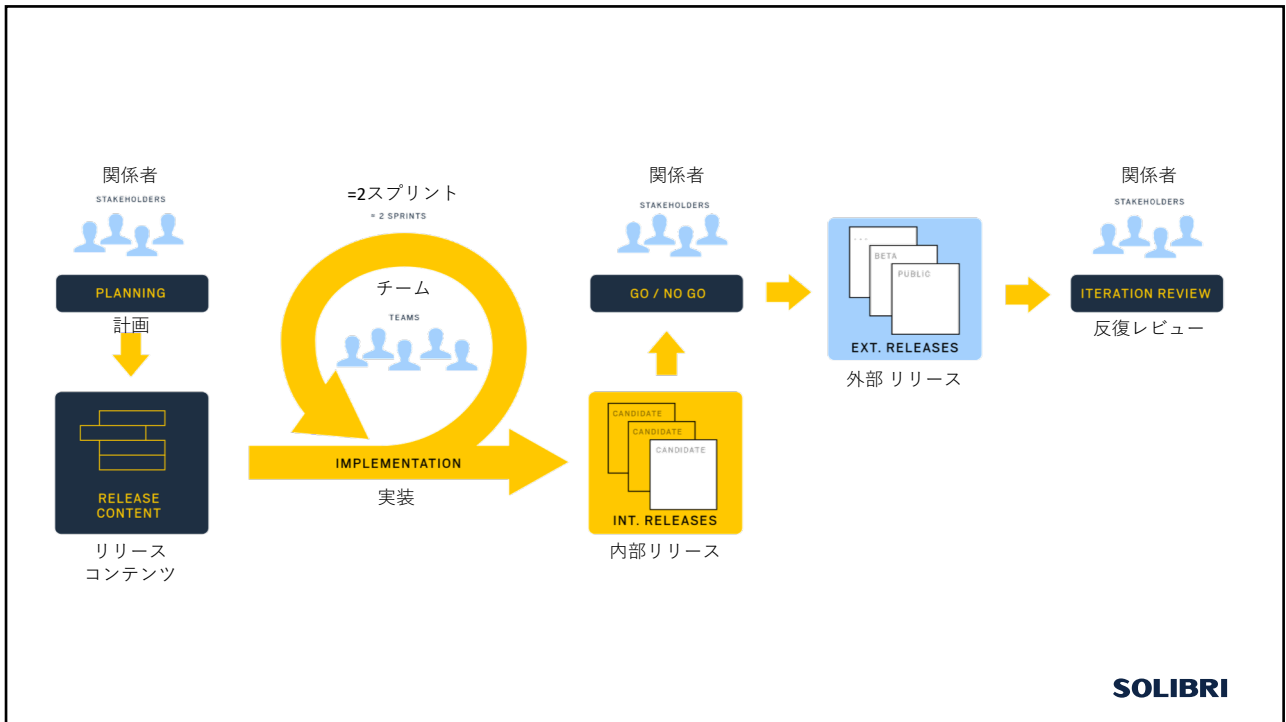 関係者
STAKEHOLDERS
PLANNING
計画
RELEASE
CONTENT
リリース
コンテンツ
=2スプリント
= 2 SPRINTS
チーム
TEAMS
IMPLEMENTATION
実装
関係者
STAKEHOLDERS
GO / NO GO
CANDIDATE
CANDIDATE
CANDIDATE
INT. RELEASES
内部リリース
...
BETA
PUBLIC
EXT. RELEASES
外部 リリース
関係者
STAKEHOLDERS
ITERATION REVIEW
反復レビュー
SOLIBRI